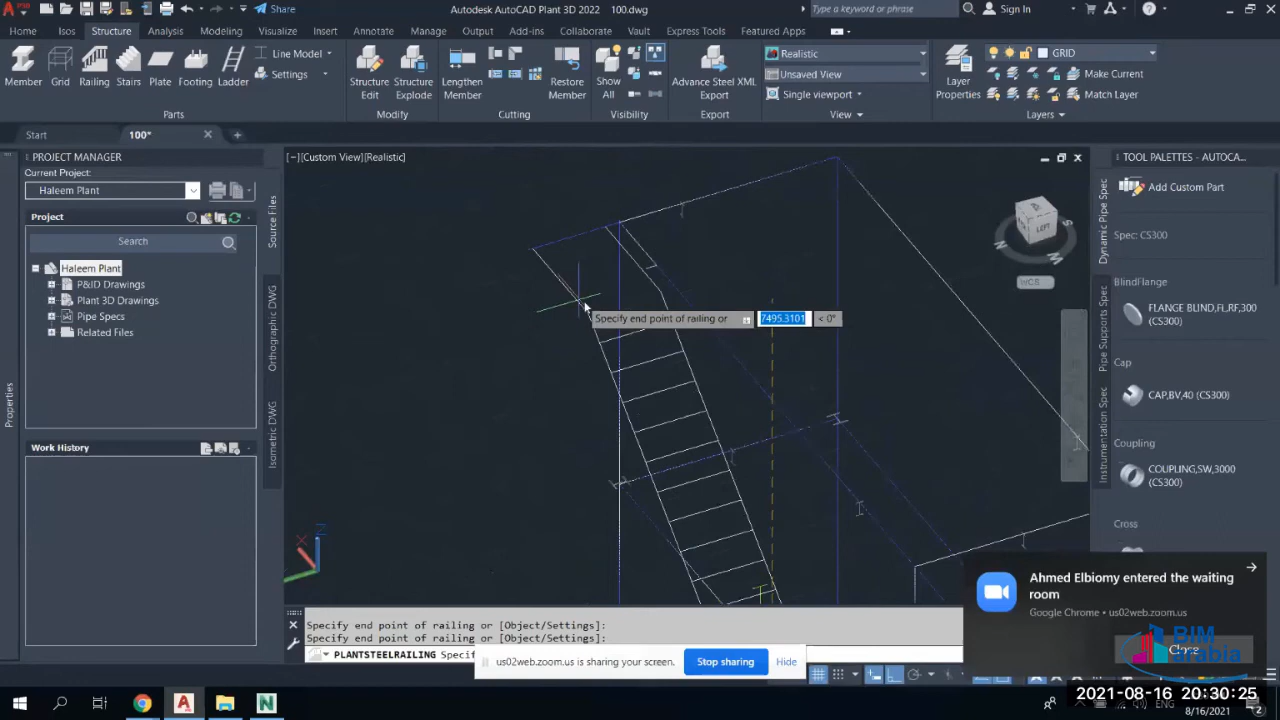 Share
Autodesk AutoCAD Plant 3D 2022 100.dwg
Type a keyword or phrase
Sign In
Home Isos Structure Analysis Modeling Visualize Insert Annotate Manage Output Add-ins Collaborate Vault Express Tools Featured Apps
Member Grid Railing Stairs Plate Footing Ladder
Line Model
Settings
Structure Edit
Structure Explode
Lengthen Member
Restore Member
Show All
Advance Steel XML Export
Realistic
Unsaved View
Single viewport
Layer Properties
GRID
Make Current
Match Layer
Parts Modify Cutting Visibility Export View Layers
Start 100*
PROJECT MANAGER
Current Project:
Haleem Plant
Project
Search
Haleem Plant
P&ID Drawings
Plant 3D Drawings
Pipe Specs
Related Files
Work History
Properties
Source Files
Orthographic DWG
Isometric DWG
[−][Custom View][Realistic]
LEFT
N
S
WCS
X
Z
Specify end point of railing or 7495.3101 < 0°
TOOL PALETTES - AUTOCA...
Dynamic Pipe Spec
Pipe Supports Spec
Instrumentation Spec
Add Custom Part
Spec: CS300
BlindFlange
FLANGE BLIND,FI,RF,300 (CS300)
Cap
CAP,BV,40 (CS300)
Coupling
COUPLING,SW,3000 (CS300)
Cross
Ahmed Elbiomy entered the waiting room
Google Chrome • us02web.zoom.us
Close
BIM arabia
Specify end point of railing or [Object/Settings]:
Specify end point of railing or [Object/Settings]:
PLANTSTEELRAILING Specif
us02web.zoom.us is sharing your screen.
Stop sharing
Hide
2021-08-16 20:30:25
ENG
8/16/2021
2